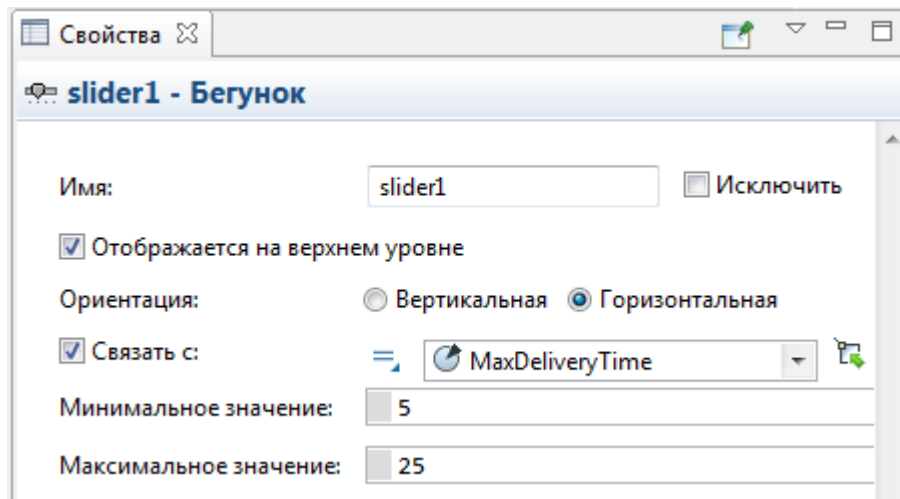 Свойства
slider1 - Бегунок
Имя: slider1 Исключить
Отображается на верхнем уровне
Ориентация: Вертикальная Горизонтальная
Связать с: MaxDeliveryTime
Минимальное значение: 5
Максимальное значение: 25